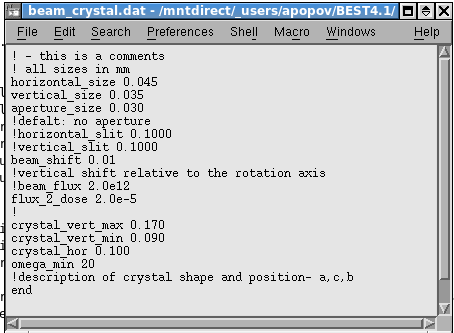 beam_crystal.dat - /mntdirect/_users/apopov/BEST4.1/
File Edit Search Preferences Shell Macro Windows Help
! - this is a comments
! all sizes in mm
horizontal_size 0.045
vertical_size 0.035
aperture_size 0.030
!defalt: no aperture
!horizontal_slit 0.1000
!vertical_slit 0.1000
beam_shift 0.01
!vertical shift relative to the rotation axis
!beam_flux 2.0e12
flux_2_dose 2.0e-5
!
crystal_vert_max 0.170
crystal_vert_min 0.090
crystal_hor 0.100
omega_min 20
!description of crystal shape and position- a,c,b
end